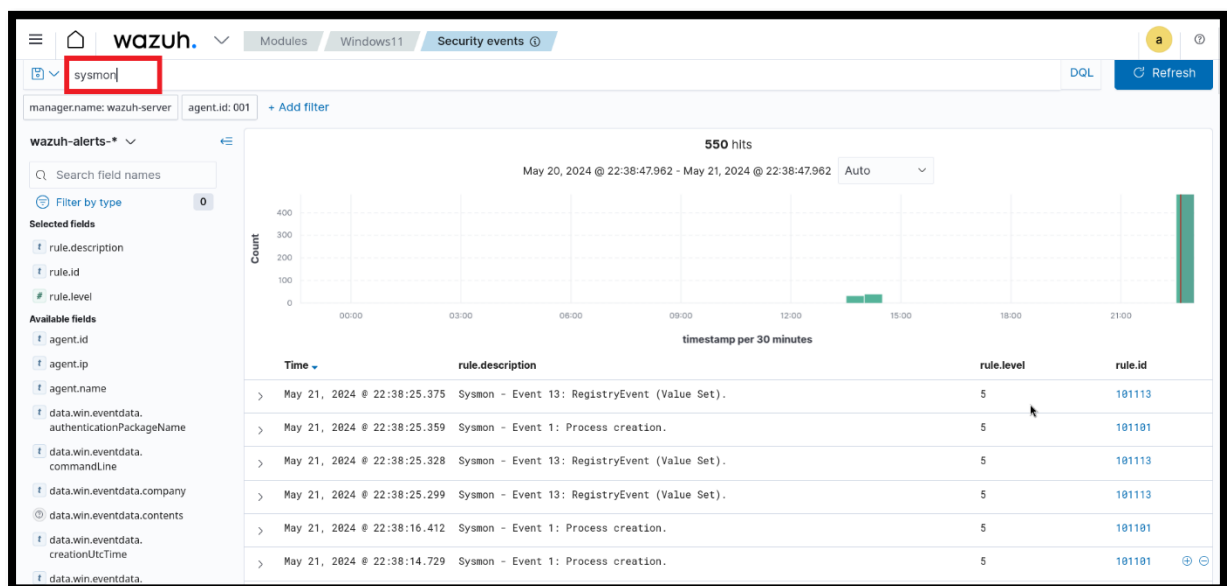 wazuh. Modules Windows11 Security events a
sysmon DQL Refresh
manager.name: wazuh-server agent.id: 001 + Add filter
wazuh-alerts-*
Search field names
Filter by type 0
Selected fields
t rule.description
t rule.id
# rule.level
Available fields
t agent.id
t agent.ip
t agent.name
t data.win.eventdata.
authenticationPackageName
t data.win.eventdata.
commandLine
t data.win.eventdata.company
data.win.eventdata.contents
t data.win.eventdata.
creationUtcTime
t data.win.eventdata.
550 hits
May 20, 2024 @ 22:38:47.962 - May 21, 2024 @ 22:38:47.962 Auto
Count
400
300
200
100
0
00:00 03:00 06:00 09:00 12:00 15:00 18:00 21:00
timestamp per 30 minutes
Time rule.description rule.level rule.id
May 21, 2024 @ 22:38:25.375 Sysmon - Event 13: RegistryEvent (Value Set). 5 101113
May 21, 2024 @ 22:38:25.359 Sysmon - Event 1: Process creation. 5 101101
May 21, 2024 @ 22:38:25.328 Sysmon - Event 13: RegistryEvent (Value Set). 5 101113
May 21, 2024 @ 22:38:25.299 Sysmon - Event 13: RegistryEvent (Value Set). 5 101113
May 21, 2024 @ 22:38:16.412 Sysmon - Event 1: Process creation. 5 101101
May 21, 2024 @ 22:38:14.729 Sysmon - Event 1: Process creation. 5 101101